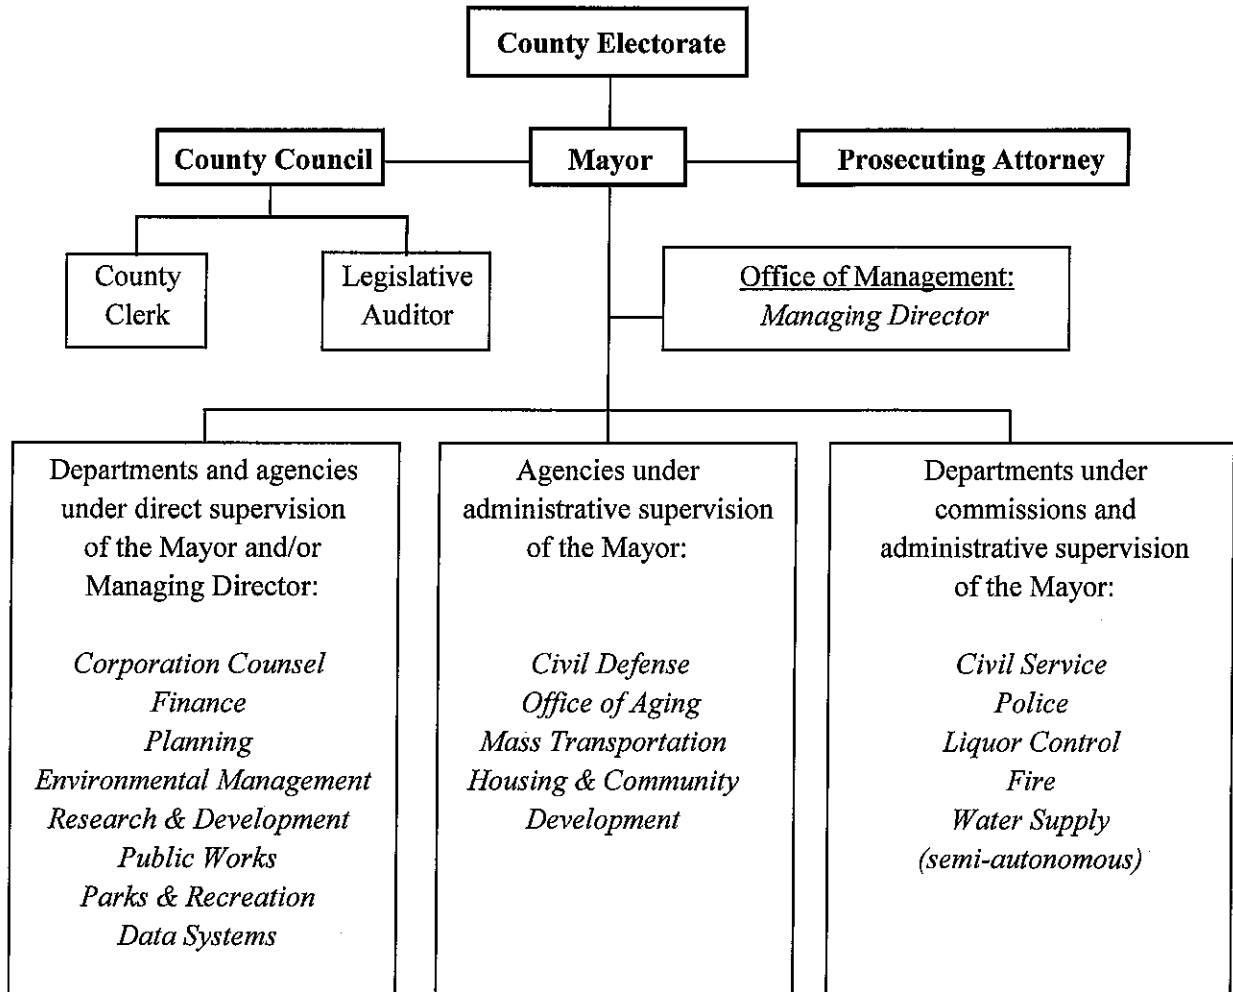 County Electorate
County Council
Mayor
Prosecuting Attorney
County
Clerk
Legislative
Auditor
Office of Management:
Managing Director
Departments and agencies
under direct supervision
of the Mayor and/or
Managing Director:
Corporation Counsel
Finance
Planning
Environmental Management
Research & Development
Public Works
Parks & Recreation
Data Systems
Agencies under
administrative supervision
of the Mayor:
Civil Defense
Office of Aging
Mass Transportation
Housing & Community
Development
Departments under
commissions and
administrative supervision
of the Mayor:
Civil Service
Police
Liquor Control
Fire
Water Supply
(semi-autonomous)